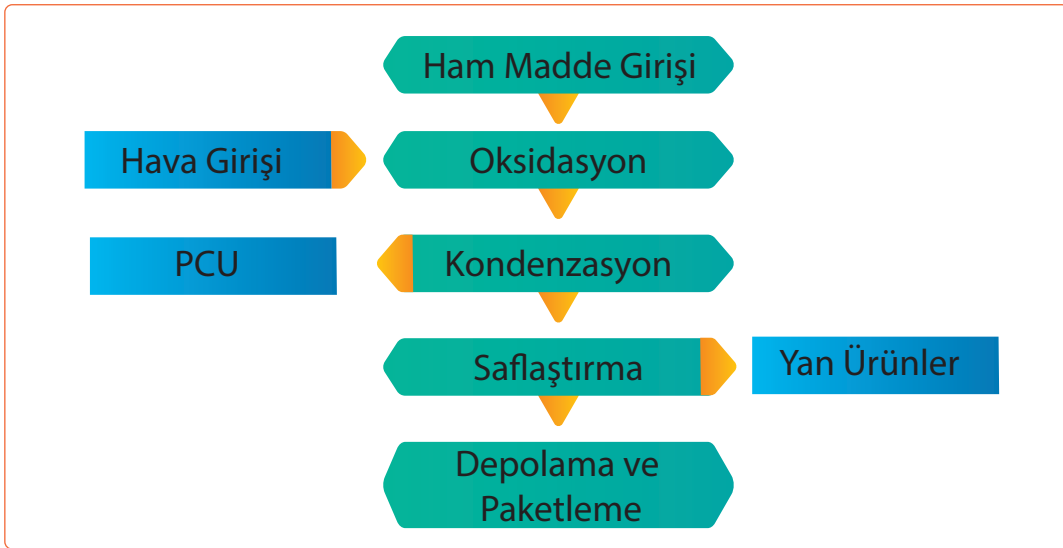 Ham Madde Girişi
Hava Girişi
Oksidasyon
PCU
Kondenzasyon
Saflaştırma
Yan Ürünler
Depolama ve
Paketleme